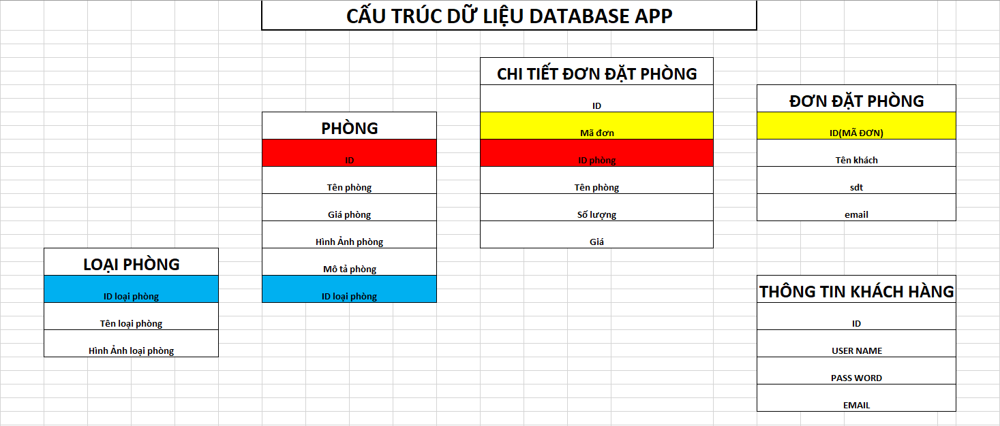 CẤU TRÚC DỮ LIỆU DATABASE APP
LOẠI PHÒNG
ID loại phòng
Tên loại phòng
Hình Ảnh loại phòng
PHÒNG
ID
Tên phòng
Giá phòng
Hình Ảnh phòng
Mô tả phòng
ID loại phòng
CHI TIẾT ĐƠN ĐẶT PHÒNG
ID
Mã đơn
ID phòng
Tên phòng
Số lượng
Giá
ĐƠN ĐẶT PHÒNG
ID(MÃ ĐƠN)
Tên khách
sdt
email
THÔNG TIN KHÁCH HÀNG
ID
USER NAME
PASS WORD
EMAIL